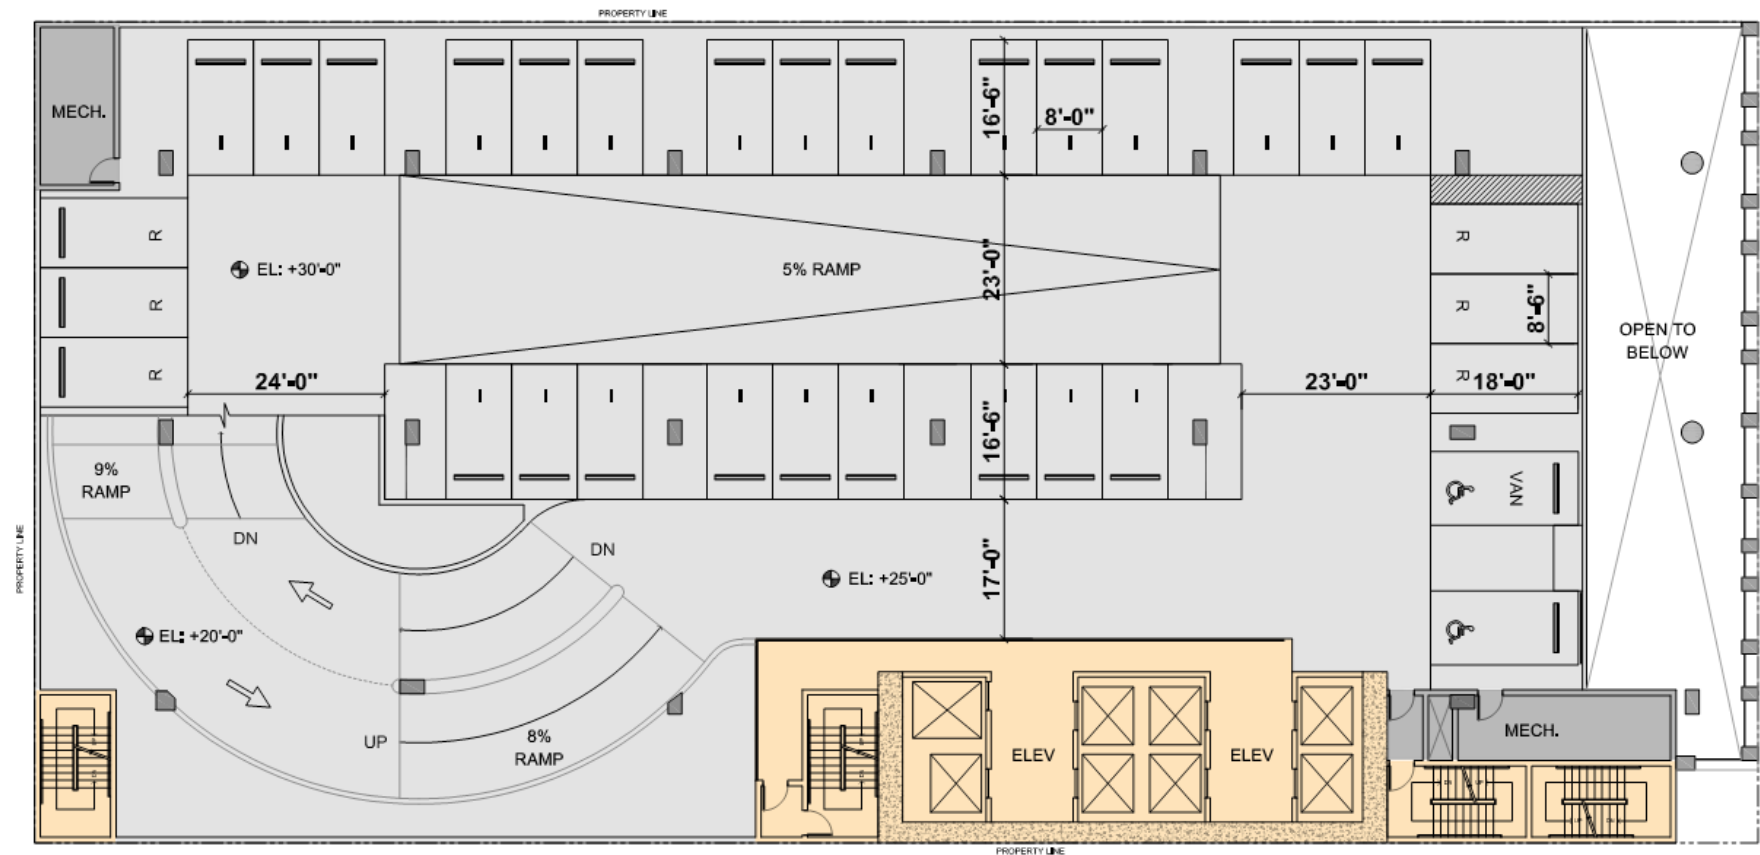 PROPERTY LINE
MECH.
16'-6"
8'-0"
R
R
EL: +30'-0"
5% RAMP
23'-0"
R
R
8'-6"
OPEN TO
BELOW
R
R
24'-0"
23'-0"
18'-0"
16'-6"
9%
RAMP
VAN
DN
DN
17'-0"
EL: +25'-0"
PROPERTY LINE
EL: +20'-0"
UP
8%
RAMP
ELEV
ELEV
MECH.
UP
UP
PROPERTY LINE